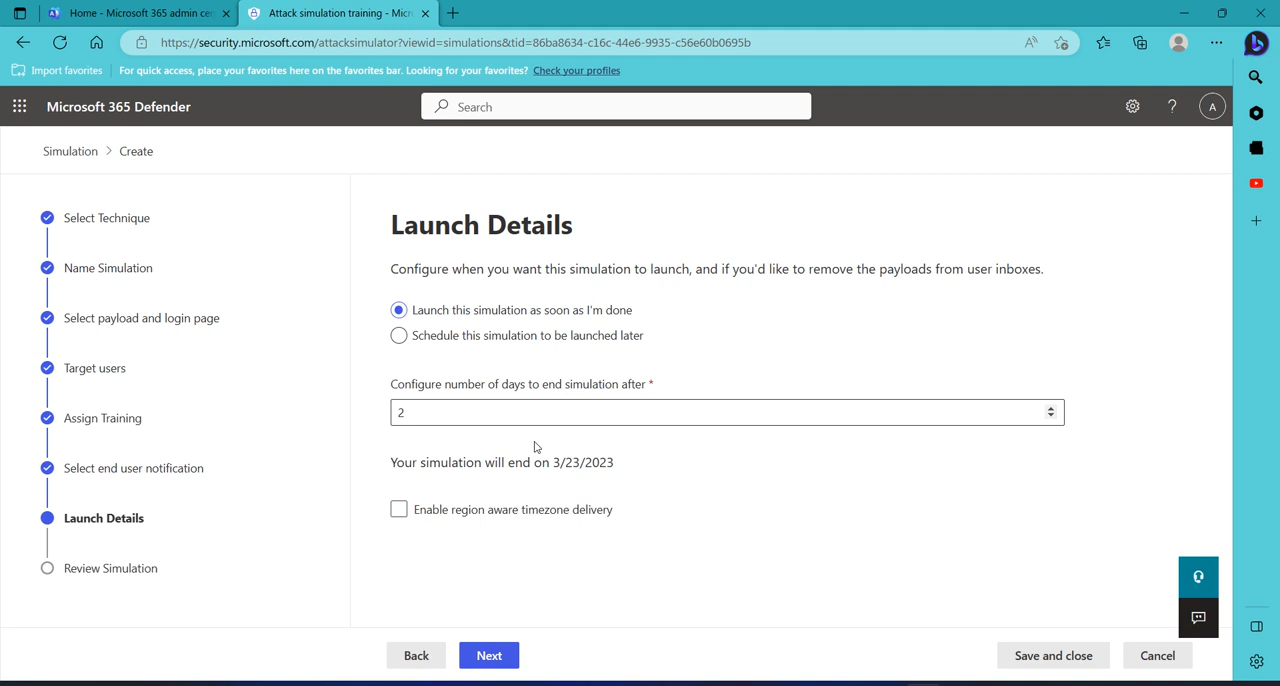 Home - Microsoft 365 admin cen
Attack simulation training - Micro
https://security.microsoft.com/attacksimulator?viewid=simulations&tid=86ba8634-c16c-44e6-9935-c56e60b0695b
Import favorites
For quick access, place your favorites here on the favorites bar. Looking for your favorites? Check your profiles
Microsoft 365 Defender
Search
A
Simulation > Create
Select Technique
Name Simulation
Select payload and login page
Target users
Assign Training
Select end user notification
Launch Details
Review Simulation
Launch Details
Configure when you want this simulation to launch, and if you'd like to remove the payloads from user inboxes.
Launch this simulation as soon as I'm done
Schedule this simulation to be launched later
Configure number of days to end simulation after *
2
Your simulation will end on 3/23/2023
Enable region aware timezone delivery
Back
Next
Save and close
Cancel